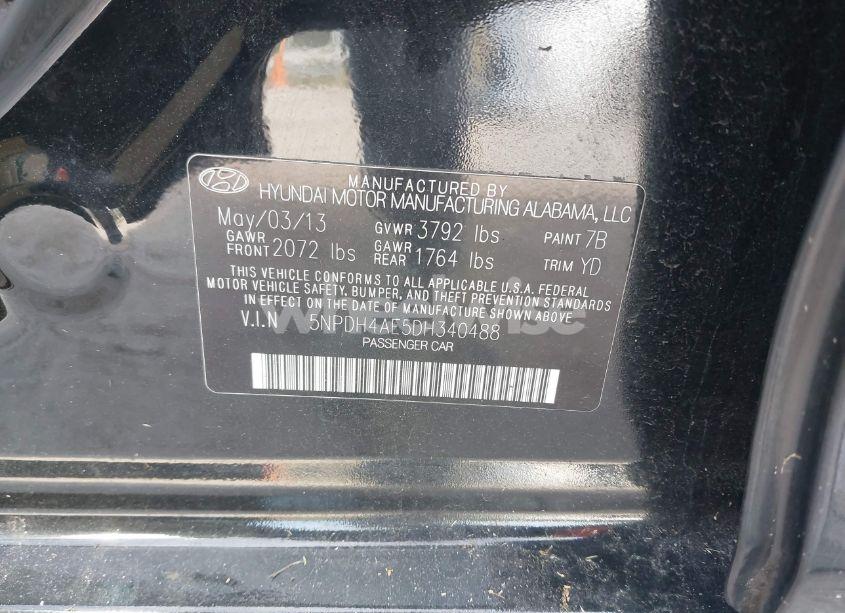 MANUFACTURED BY
HYUNDAI MOTOR MANUFACTURING ALABAMA, LLC
May/03/13 GVWR 3792 lbs PAINT 7B
GAWR FRONT 2072 lbs GAWR REAR 1764 lbs TRIM YD
THIS VEHICLE CONFORMS TO ALL APPLICABLE U.S.A. FEDERAL
MOTOR VEHICLE SAFETY, BUMPER, AND THEFT PREVENTION STANDARDS
IN EFFECT ON THE DATE OF MANUFACTURE SHOWN ABOVE
V.I.N 5NPDH4AE5DH340488
PASSENGER CAR